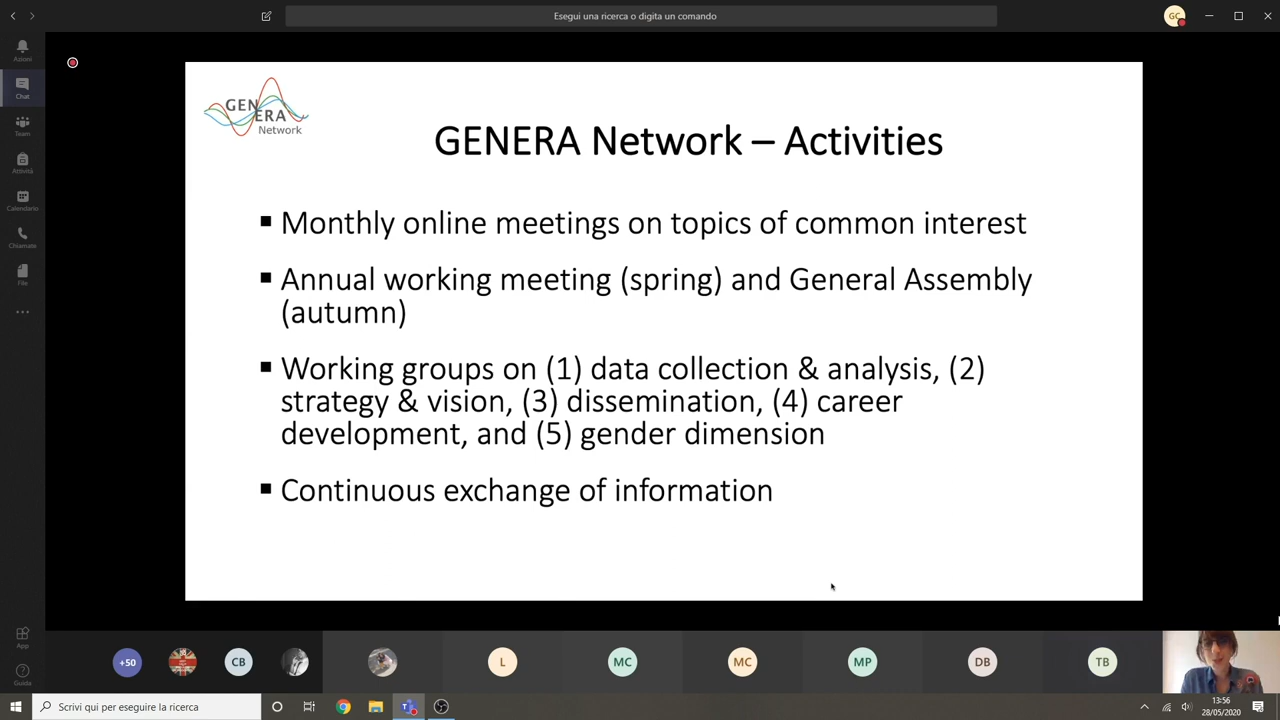 Esegui una ricerca o digita un comando
GC
Azioni
Chat
Team
Attività
Calendario
Chiamate
File
App
Guida
GEN
ERA
Network
GENERA Network – Activities
▪ Monthly online meetings on topics of common interest
▪ Annual working meeting (spring) and General Assembly
(autumn)
▪ Working groups on (1) data collection & analysis, (2)
strategy & vision, (3) dissemination, (4) career
development, and (5) gender dimension
▪ Continuous exchange of information
+50
CB
L
MC
MC
MP
DB
TB
Scrivi qui per eseguire la ricerca
13:56
28/05/2020